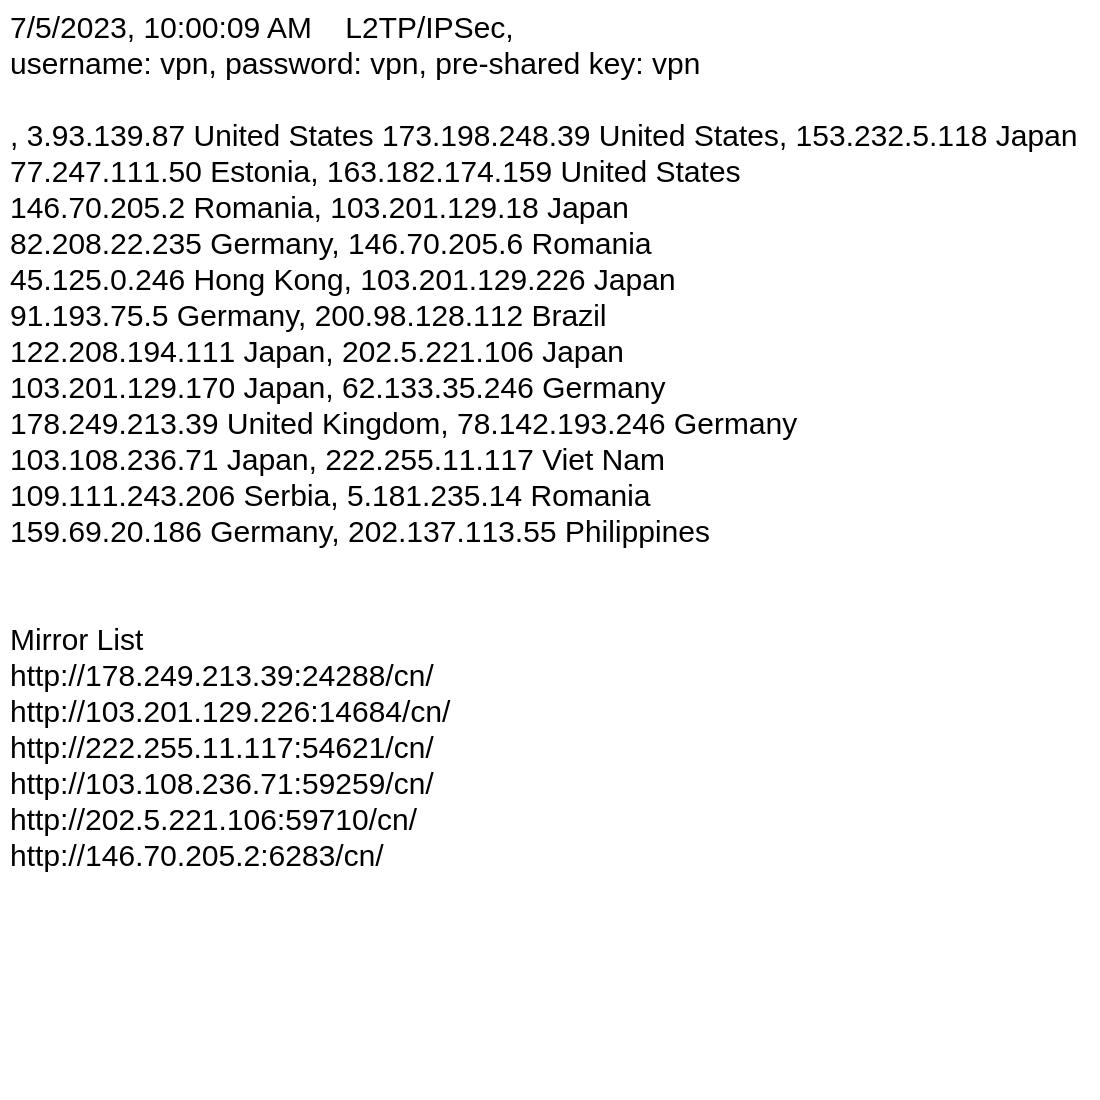 7/5/2023, 10:00:09 AM    L2TP/IPSec,
username: vpn, password: vpn, pre-shared key: vpn
, 3.93.139.87 United States 173.198.248.39 United States, 153.232.5.118 Japan
77.247.111.50 Estonia, 163.182.174.159 United States
146.70.205.2 Romania, 103.201.129.18 Japan
82.208.22.235 Germany, 146.70.205.6 Romania
45.125.0.246 Hong Kong, 103.201.129.226 Japan
91.193.75.5 Germany, 200.98.128.112 Brazil
122.208.194.111 Japan, 202.5.221.106 Japan
103.201.129.170 Japan, 62.133.35.246 Germany
178.249.213.39 United Kingdom, 78.142.193.246 Germany
103.108.236.71 Japan, 222.255.11.117 Viet Nam
109.111.243.206 Serbia, 5.181.235.14 Romania
159.69.20.186 Germany, 202.137.113.55 Philippines
Mirror List
http://178.249.213.39:24288/cn/
http://103.201.129.226:14684/cn/
http://222.255.11.117:54621/cn/
http://103.108.236.71:59259/cn/
http://202.5.221.106:59710/cn/
http://146.70.205.2:6283/cn/